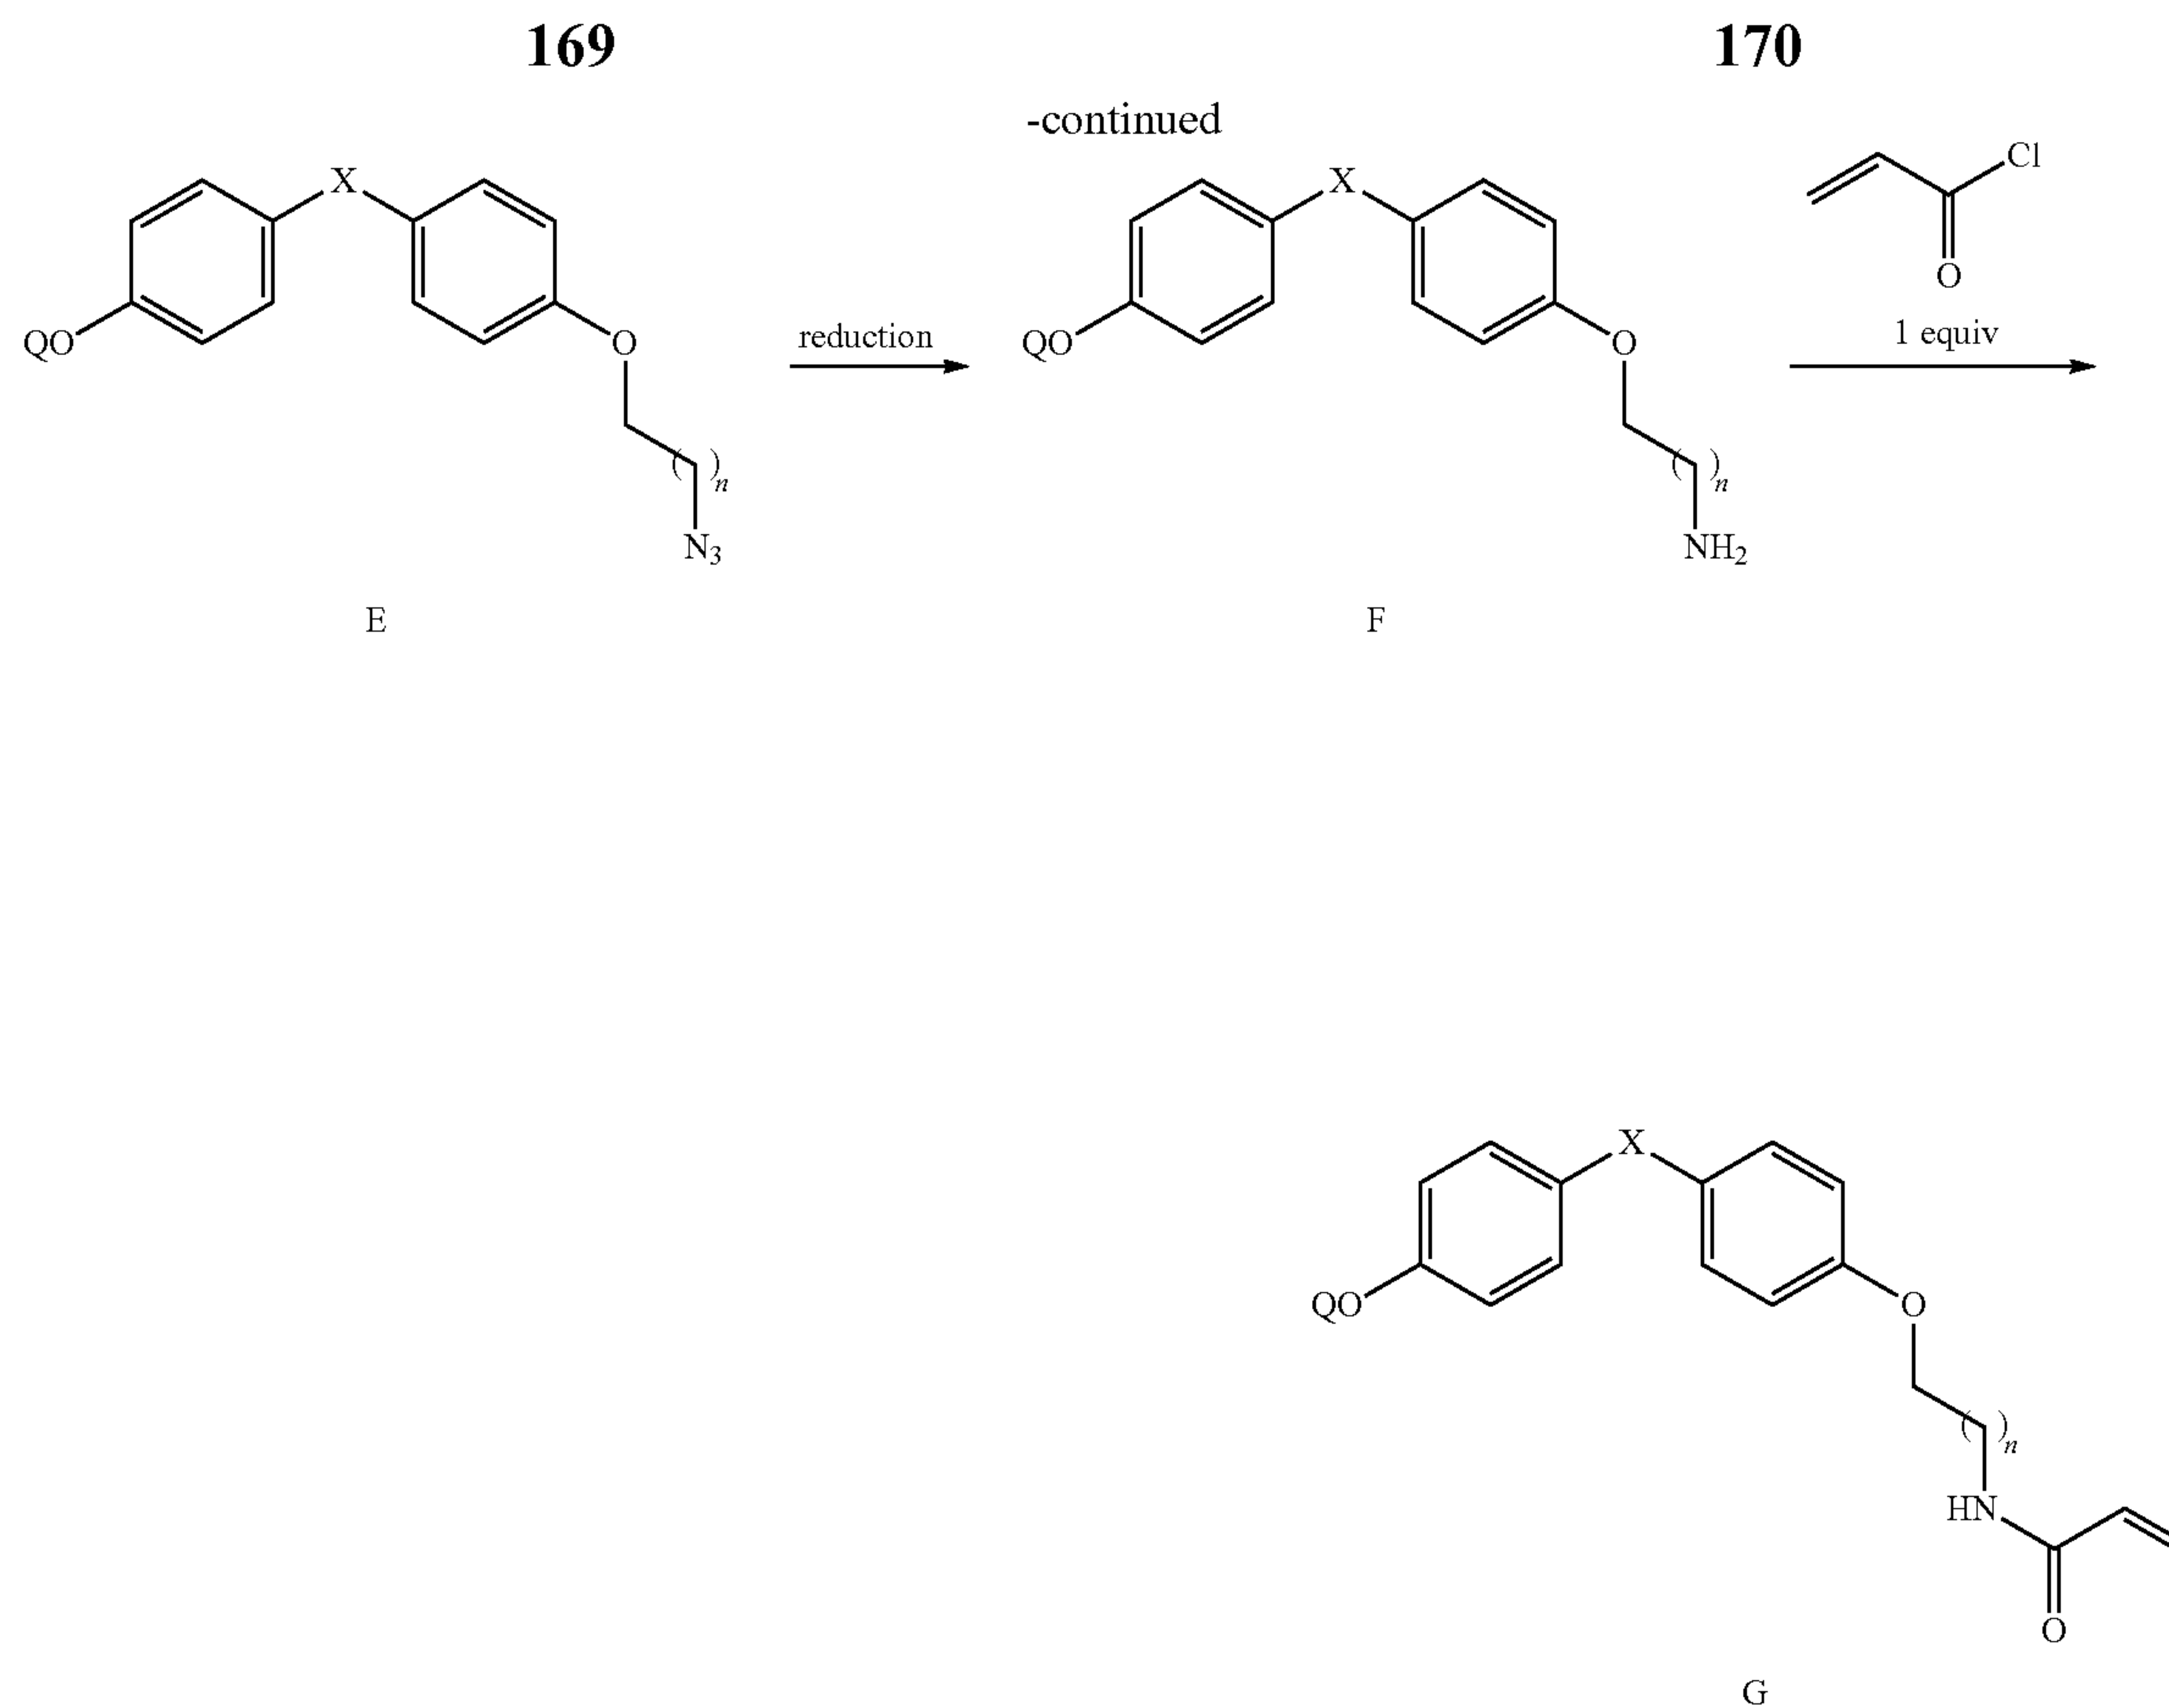 169
170
-continued
X
QO
O
( )n
N3
E
reduction
X
QO
O
( )n
NH2
F
Cl
O
1 equiv
X
QO
O
( )n
HN
O
G